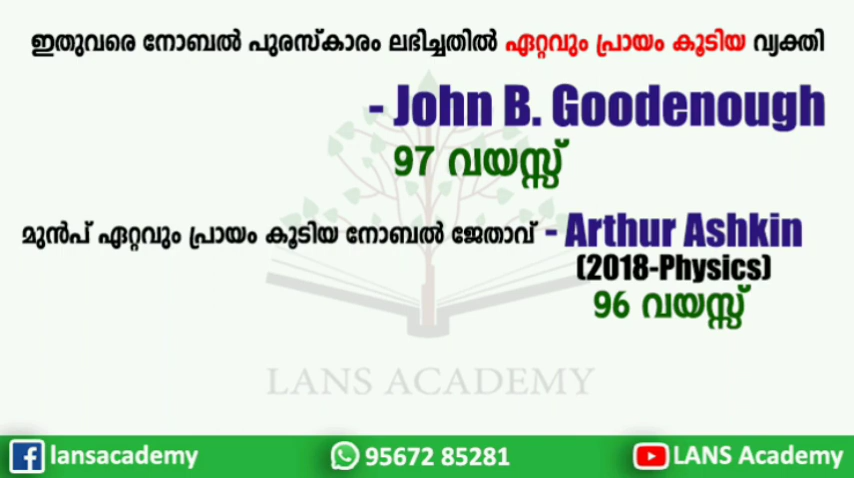 ഇതുവരെ നോബൽ പുരസ്കാരം ലഭിച്ചതിൽ ഏറ്റവും പ്രായം കൂടിയ വ്യക്തി
- John B. Goodenough
97 വയസ്സ്
മുൻപ് ഏറ്റവും പ്രായം കൂടിയ നോബൽ ജേതാവ് - Arthur Ashkin
(2018-Physics)
96 വയസ്സ്
LANS ACADEMY
lansacademy 95672 85281 LANS Academy